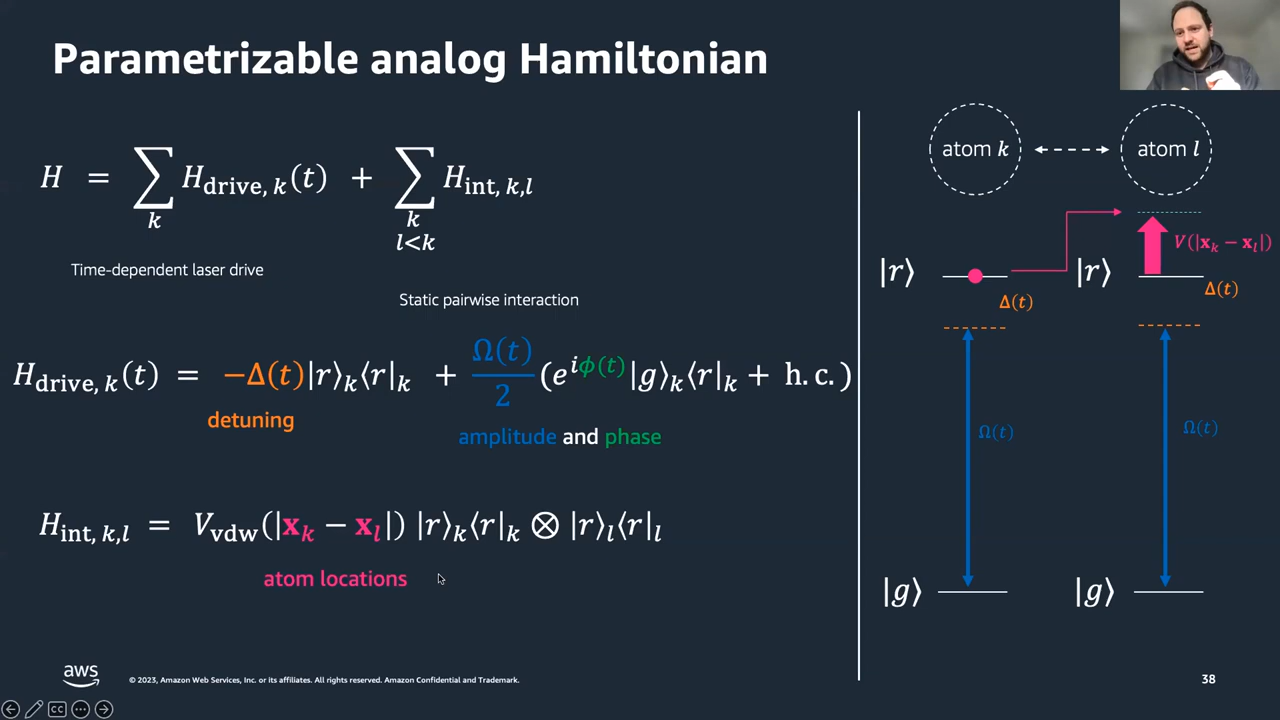 Parametrizable analog Hamiltonian
H = ∑ H_drive, k(t) + ∑ H_int, k,l
k
k
l<k
Time-dependent laser drive
Static pairwise interaction
H_drive, k(t) = −Δ(t)|r⟩_k⟨r|_k + Ω(t)/2 (e^{iϕ(t)}|g⟩_k⟨r|_k + h.c.)
detuning
amplitude and phase
H_int, k,l = V_vdw(|x_k − x_l|) |r⟩_k⟨r|_k ⊗ |r⟩_l⟨r|_l
atom locations
atom k
atom l
V(|x_k − x_l|)
|r⟩
|r⟩
Δ(t)
Δ(t)
Ω(t)
Ω(t)
|g⟩
|g⟩
aws
© 2023, Amazon Web Services, Inc. or its affiliates. All rights reserved. Amazon Confidential and Trademark.
38
CC